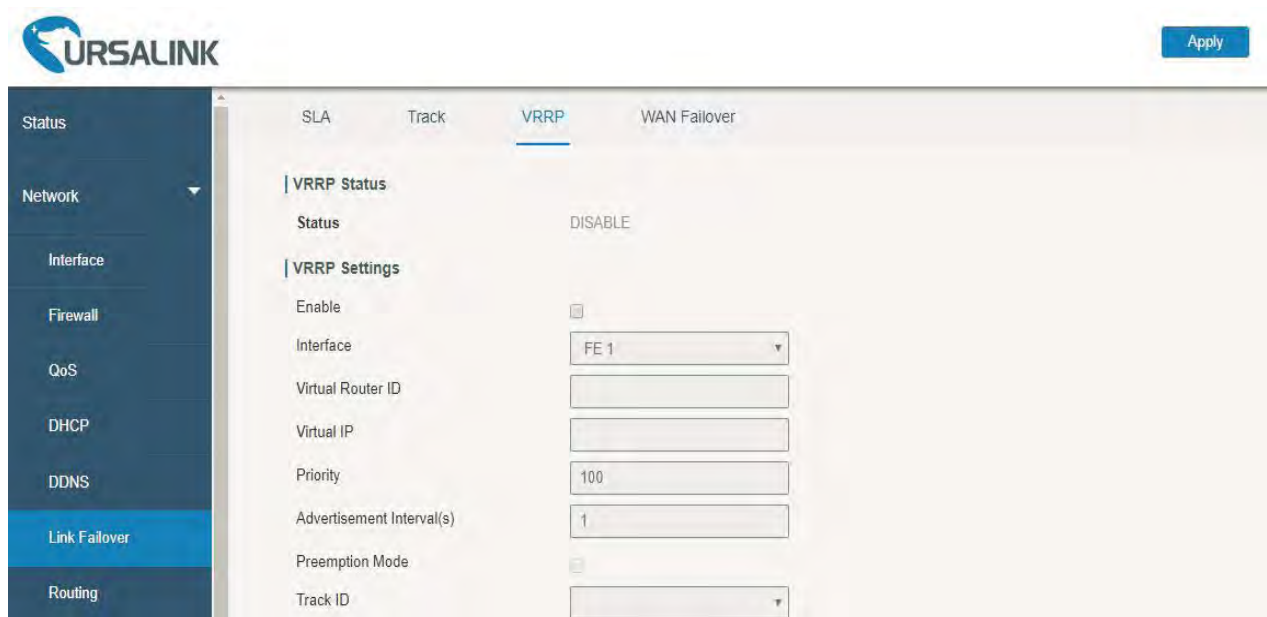 URSALINK
Apply
Status
SLA Track VRRP WAN Failover
Network
VRRP Status
Status DISABLE
Interface
VRRP Settings
Firewall
Enable
Interface FE 1
QoS
Virtual Router ID
DHCP
Virtual IP
DDNS
Priority 100
Link Failover
Advertisement Interval(s) 1
Preemption Mode
Routing
Track ID